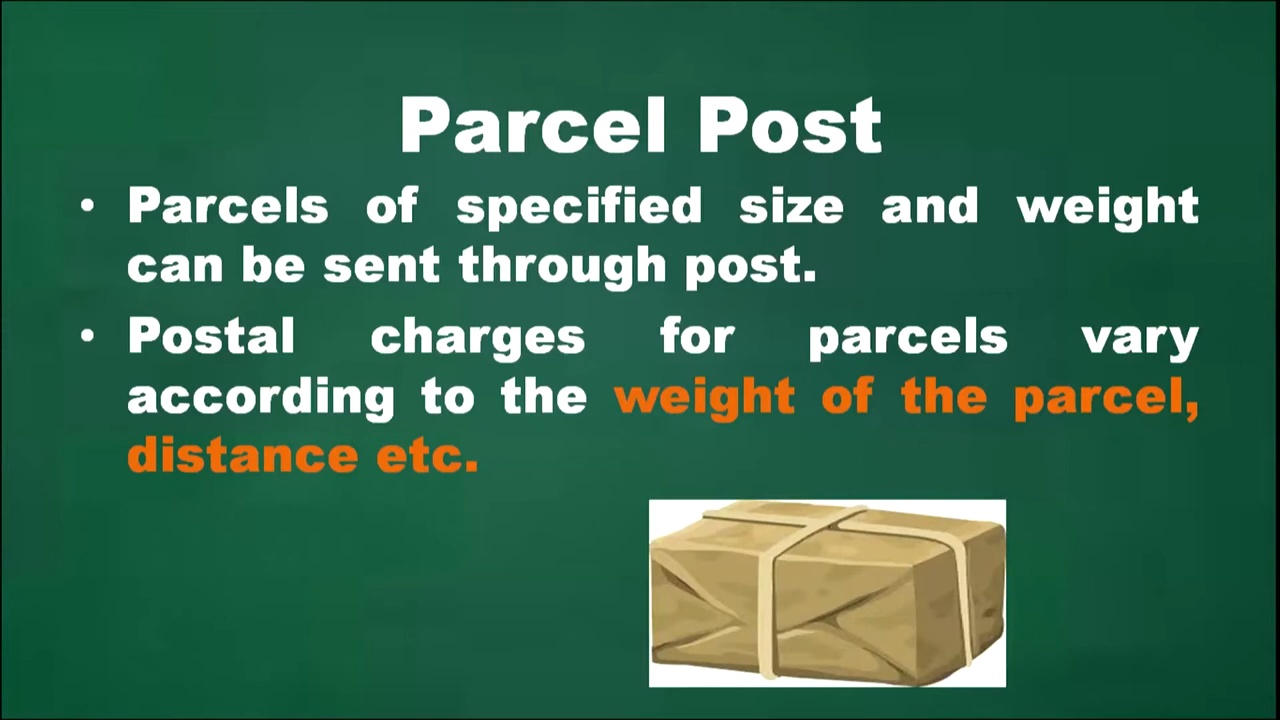 Parcel Post
• Parcels of specified size and weight
can be sent through post.
• Postal charges for parcels vary
according to the weight of the parcel,
distance etc.